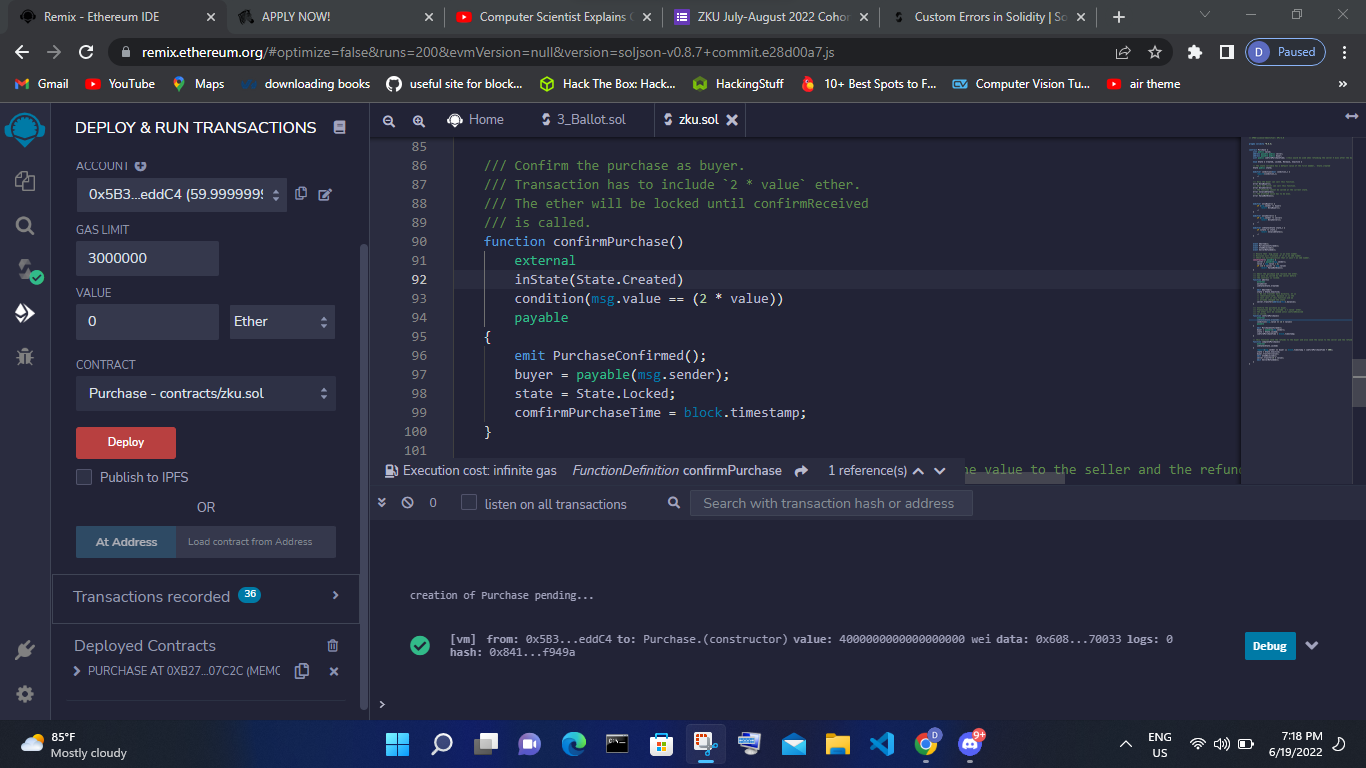 Remix - Ethereum IDE
APPLY NOW!
Computer Scientist Explains
ZKU July-August 2022 Cohor
Custom Errors in Solidity | So
remix.ethereum.org/#optimize=false&runs=200&evmVersion=null&version=soljson-v0.8.7+commit.e28d00a7.js
D Paused
Gmail
YouTube
Maps
downloading books
useful site for block...
Hack The Box: Hack...
HackingStuff
10+ Best Spots to F...
Computer Vision Tu...
air theme
»
DEPLOY & RUN TRANSACTIONS
ACCOUNT
0x5B3...eddC4 (59.9999999
GAS LIMIT
3000000
VALUE
0
Ether
CONTRACT
Purchase - contracts/zku.sol
Deploy
Publish to IPFS
OR
At Address
Load contract from Address
Transactions recorded 36
Deployed Contracts
PURCHASE AT 0XB27...07C2C (MEMO
Home
3_Ballot.sol
zku.sol
85
86 /// Confirm the purchase as buyer.
87 /// Transaction has to include `2 * value` ether.
88 /// The ether will be locked until confirmReceived
89 /// is called.
90 function confirmPurchase()
91 external
92 inState(State.Created)
93 condition(msg.value == (2 * value))
94 payable
95 {
96 emit PurchaseConfirmed();
97 buyer = payable(msg.sender);
98 state = State.Locked;
99 comfirmPurchaseTime = block.timestamp;
100 }
101
Execution cost: infinite gas FunctionDefinition confirmPurchase 1 reference(s)
he value to the seller and the refund
0
listen on all transactions
Search with transaction hash or address
creation of Purchase pending...
[vm] from: 0x5B3...eddC4 to: Purchase.(constructor) value: 4000000000000000000 wei data: 0x608...70033 logs: 0
hash: 0x841...f949a
Debug
>
85°F
Mostly cloudy
D
9+
ENG
US
7:18 PM
6/19/2022